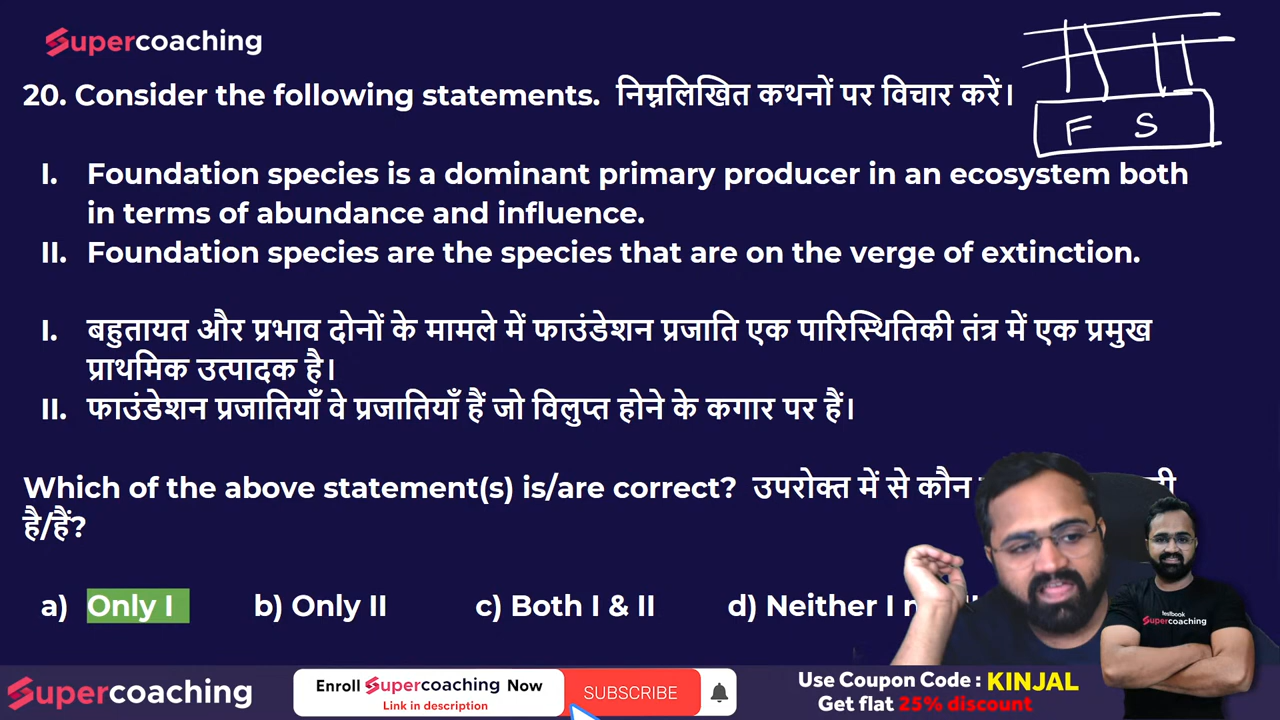 Supercoaching
F S
20. Consider the following statements. निम्नलिखित कथनों पर विचार करें।
I. Foundation species is a dominant primary producer in an ecosystem both
in terms of abundance and influence.
II. Foundation species are the species that are on the verge of extinction.
I. बहुतायत और प्रभाव दोनों के मामले में फाउंडेशन प्रजाति एक पारिस्थितिकी तंत्र में एक प्रमुख
प्राथमिक उत्पादक है।
II. फाउंडेशन प्रजातियाँ वे प्रजातियाँ हैं जो विलुप्त होने के कगार पर हैं।
Which of the above statement(s) is/are correct? उपरोक्त में से कौन
है/हैं?
a) Only I b) Only II c) Both I & II d) Neither I
testbook
Supercoaching
Supercoaching
Enroll Supercoaching Now
Link in description
SUBSCRIBE
Use Coupon Code : KINJAL
Get flat 25% discount